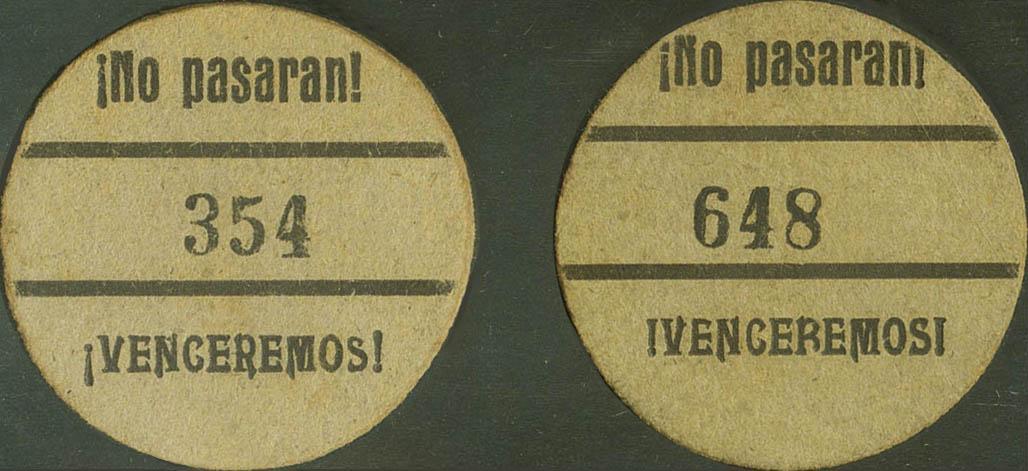 ¡No pasaran!
354
¡VENCEREMOS!
¡No pasaran¡
648
!VENCEREMOS¡